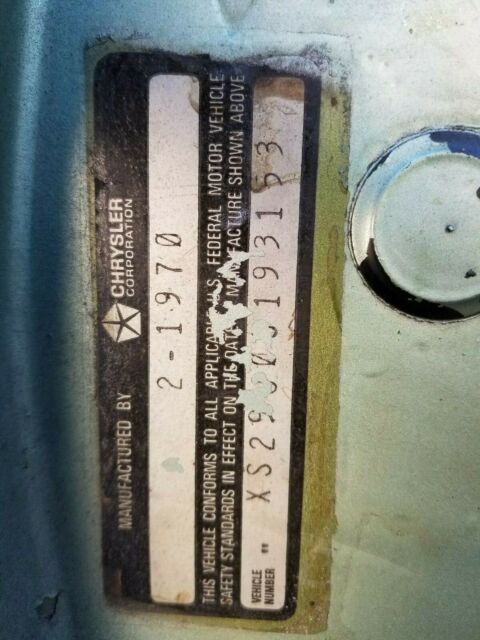 MANUFACTURED BY CHRYSLER
CORPORATION
2-1970
THIS VEHICLE CONFORMS TO ALL APPLICABLE U.S. FEDERAL MOTOR VEHICLE
SAFETY STANDARDS IN EFFECT ON THE DATE MANUFACTURE SHOWN ABOVE
VEHICLE
NUMBER